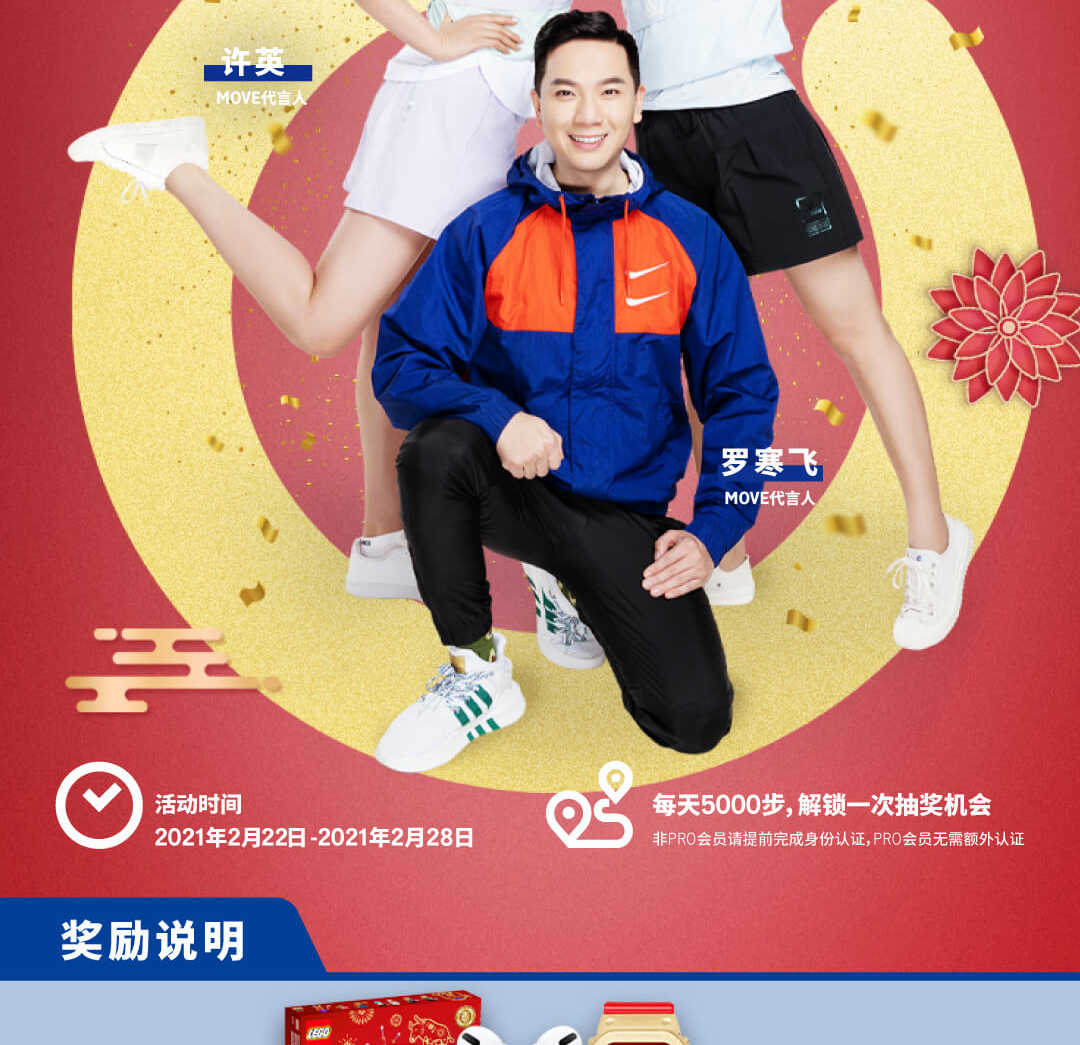 许英
MOVE代言人
罗寒飞
MOVE代言人
活动时间
2021年2月22日-2021年2月28日
每天5000步,解锁一次抽奖机会
非PRO会员请提前完成身份认证,PRO会员无需额外认证
奖励说明
LEGO